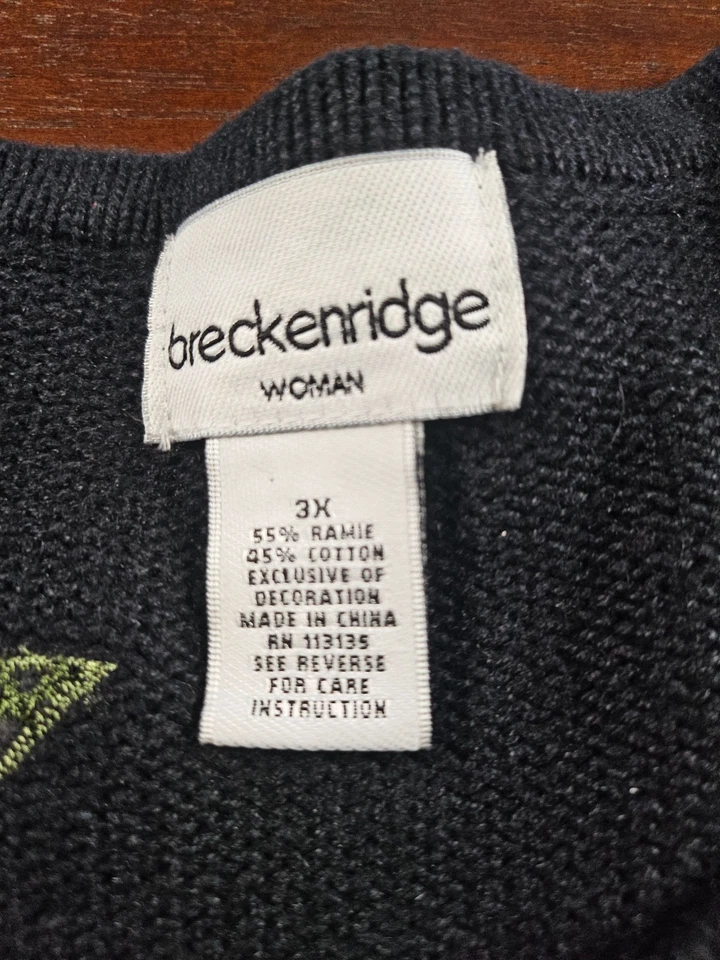 breckenridge
WOMAN
3X
55% RAMIE
45% COTTON
EXCLUSIVE OF
DECORATION
MADE IN CHINA
RN 113135
SEE REVERSE
FOR CARE
INSTRUCTION